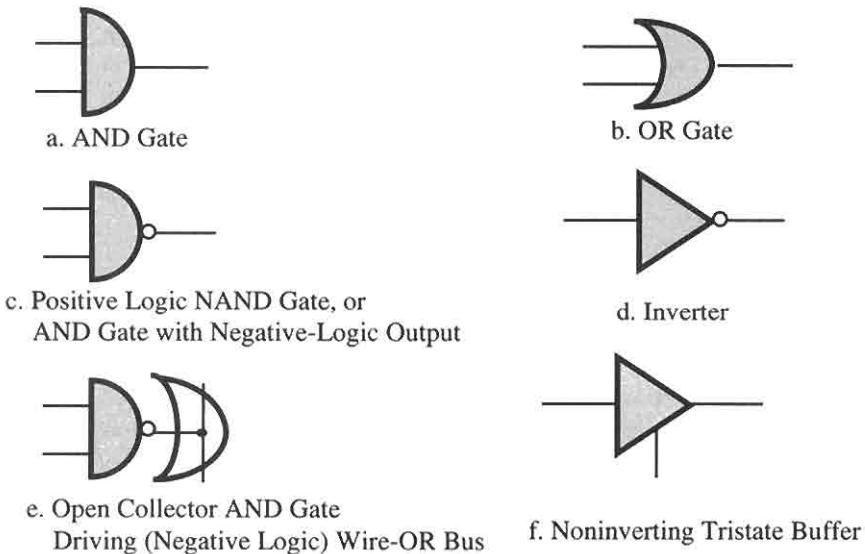 a. AND Gate
b. OR Gate
c. Positive Logic NAND Gate, or
AND Gate with Negative-Logic Output
d. Inverter
e. Open Collector AND Gate
Driving (Negative Logic) Wire-OR Bus
f. Noninverting Tristate Buffer